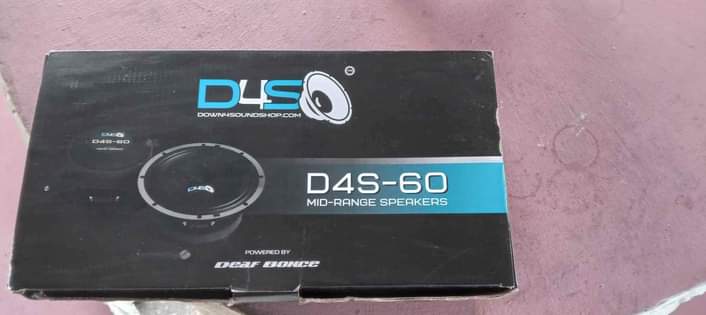 D4S
DOWN4SOUNDSHOP.COM
D4S
D4S-60
D4S
D4S-60
MID-RANGE SPEAKERS
POWERED BY
DEAF BONCE